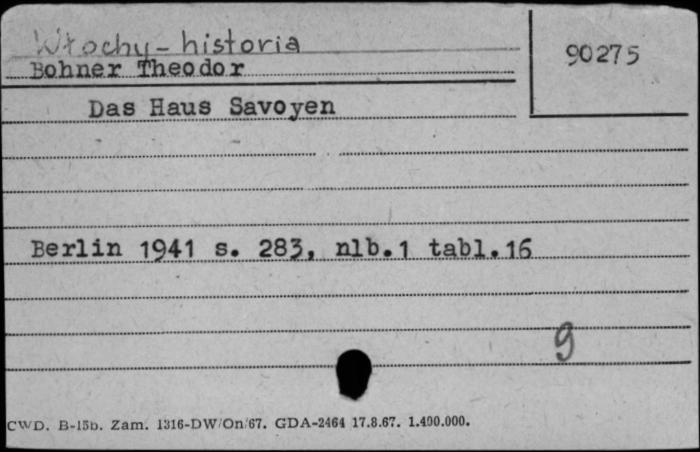 Włochy - historia
90275
Bohner Theodor
Das Haus Savoyen
Berlin 1941 s. 283, nlb.1 tabl.16
9
CWD. B-15b. Zam. 1316-DW/On/67. GDA-2464 17.8.67. 1.400.000.